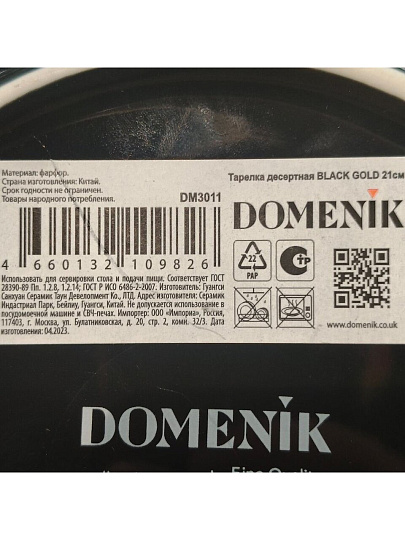 Материал: фарфор.
Страна изготовления: Китай.
Срок годности не ограничен.
Товары народного потребления.
DM3011
Тарелка десертная BLACK GOLD 21см
DOMENIK
4 660132 109826
22
PAP
Использовать для сервировки стола и подачи пищи. Соответствует ГОСТ
28390-89 Пп. 1.2.8, 1.2.14; ГОСТ Р ИСО 6486-2-2007. Изготовитель: Гуангси
Санхуан Серамик Таун Девелопмент Ко., ЛТД. Адрес изготовителя: Серамик
Индастриал Парк, Бейлиу, Гуангси, Китай. Не допускается использование в
посудомоечной машине и СВЧ-печах. Импортер: ООО «Импориа», Россия,
117403, г. Москва, ул. Булатниковская, д. 20, стр. 2, комн. 32/3. Дата
изготовления: 04.2023.
www.domenik.co.uk
DOMENIK